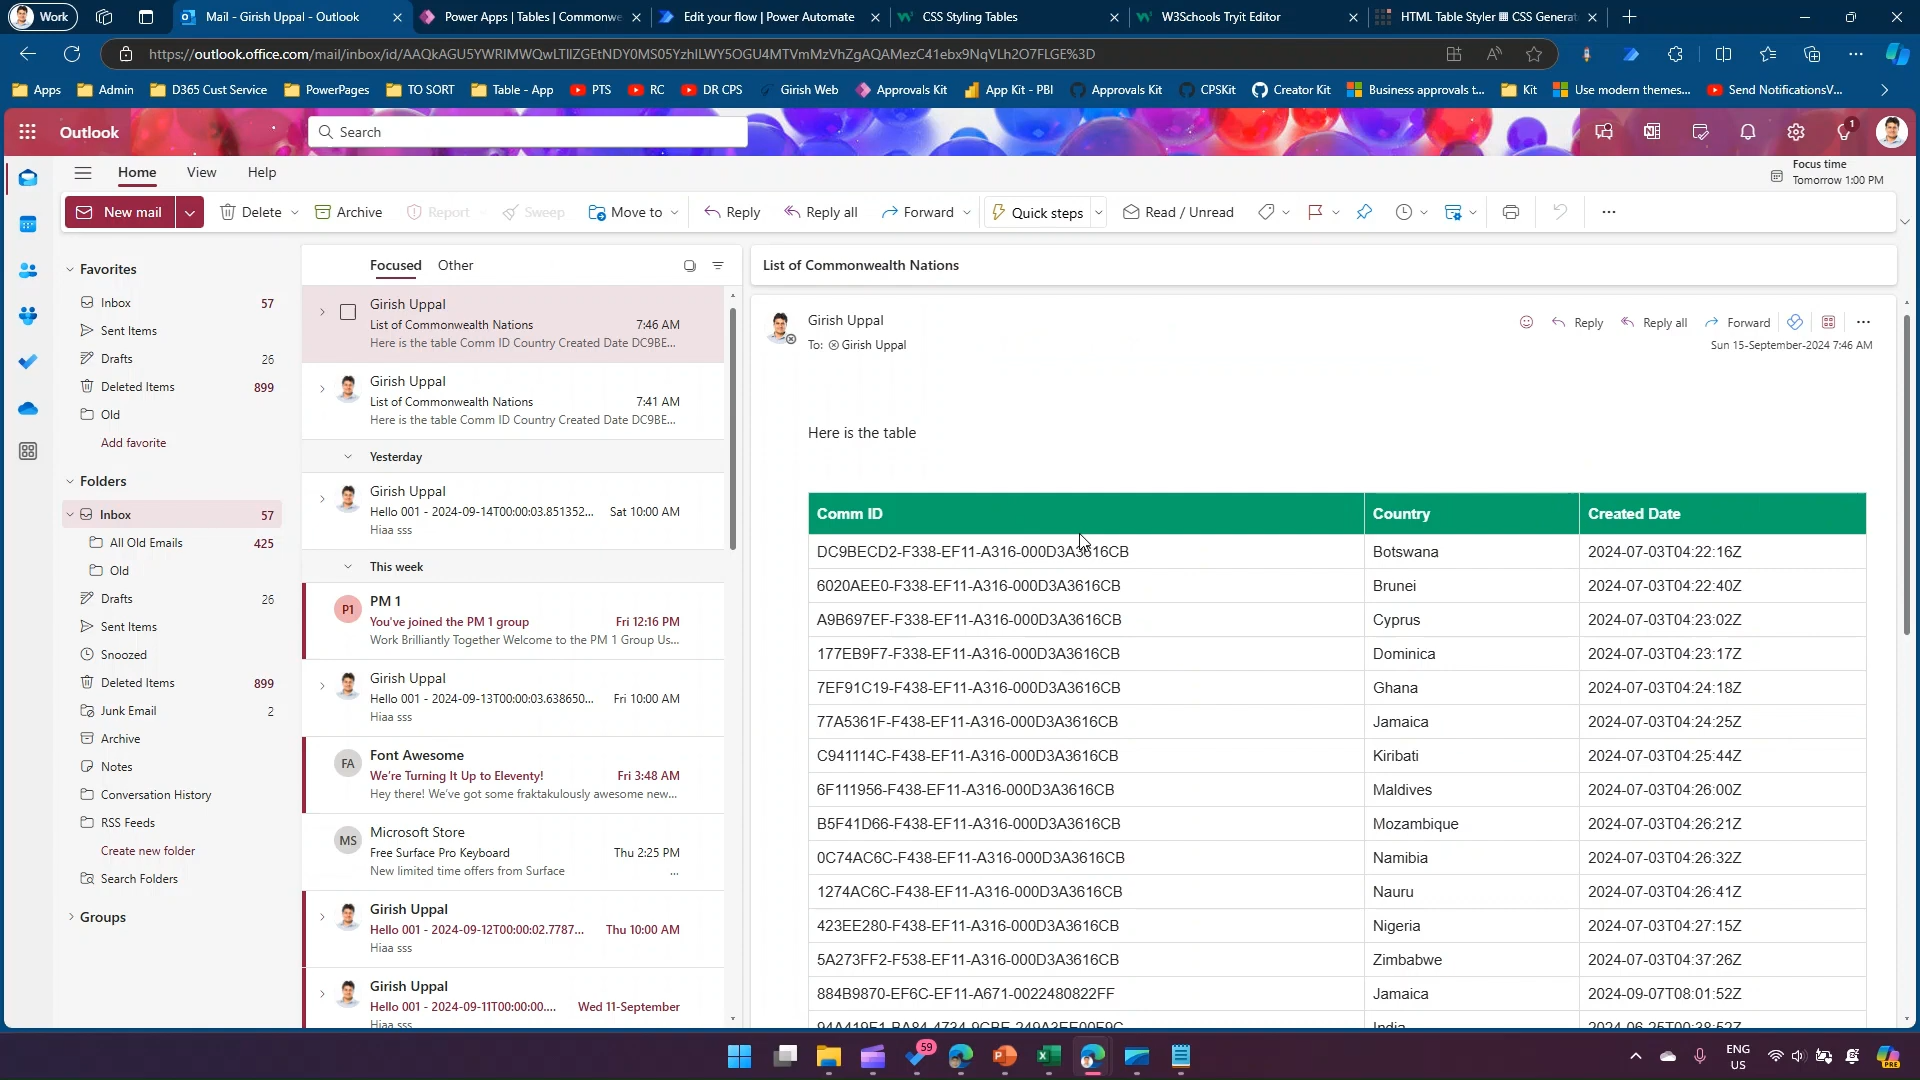 Work
Mail - Girish Uppal - Outlook
Power Apps | Tables | Commonwe
Edit your flow | Power Automate
CSS Styling Tables
W3Schools Tryit Editor
HTML Table Styler ▦ CSS Generat
https://outlook.office.com/mail/inbox/id/AAQkAGU5YWRlMWQwLTllZGEtNDY0MS05YzhlLWY5OGU4MTVmMzVhZgAQAMezC41ebx9NqVLh2O7FLGE%3D
Apps
Admin
D365 Cust Service
PowerPages
TO SORT
Table - App
PTS
RC
DR CPS
Girish Web
Approvals Kit
App Kit - PBI
Approvals Kit
CPSKit
Creator Kit
Business approvals t...
Kit
Use modern themes...
Send NotificationsV...
Outlook
Search
1
Home
View
Help
Focus time
Tomorrow 1:00 PM
New mail
Delete
Archive
Report
Sweep
Move to
Reply
Reply all
Forward
Quick steps
Read / Unread
Favorites
Inbox 57
Sent Items
Drafts 26
Deleted Items 899
Old
Add favorite
Folders
Inbox 57
All Old Emails 425
Old
Drafts 26
Sent Items
Snoozed
Deleted Items 899
Junk Email 2
Archive
Notes
Conversation History
RSS Feeds
Create new folder
Search Folders
Groups
Focused
Other
Girish Uppal
List of Commonwealth Nations 7:46 AM
Here is the table Comm ID Country Created Date DC9BE...
Girish Uppal
List of Commonwealth Nations 7:41 AM
Here is the table Comm ID Country Created Date DC9BE...
Yesterday
Girish Uppal
Hello 001 - 2024-09-14T00:00:03.851352... Sat 10:00 AM
Hiaa sss
This week
P1
PM 1
You've joined the PM 1 group Fri 12:16 PM
Work Brilliantly Together Welcome to the PM 1 Group Us...
Girish Uppal
Hello 001 - 2024-09-13T00:00:03.638650... Fri 10:00 AM
Hiaa sss
FA
Font Awesome
We're Turning It Up to Eleventy! Fri 3:48 AM
Hey there! We've got some fraktakulously awesome new...
MS
Microsoft Store
Free Surface Pro Keyboard Thu 2:25 PM
New limited time offers from Surface ...
Girish Uppal
Hello 001 - 2024-09-12T00:00:02.7787... Thu 10:00 AM
Hiaa sss
Girish Uppal
Hello 001 - 2024-09-11T00:00:00.... Wed 11-September
Hiaa sss
List of Commonwealth Nations
Girish Uppal
To: Girish Uppal
Reply
Reply all
Forward
Sun 15-September-2024 7:46 AM
Here is the table
Comm ID Country Created Date
DC9BECD2-F338-EF11-A316-000D3A3616CB Botswana 2024-07-03T04:22:16Z
6020AEE0-F338-EF11-A316-000D3A3616CB Brunei 2024-07-03T04:22:40Z
A9B697EF-F338-EF11-A316-000D3A3616CB Cyprus 2024-07-03T04:23:02Z
177EB9F7-F338-EF11-A316-000D3A3616CB Dominica 2024-07-03T04:23:17Z
7EF91C19-F438-EF11-A316-000D3A3616CB Ghana 2024-07-03T04:24:18Z
77A5361F-F438-EF11-A316-000D3A3616CB Jamaica 2024-07-03T04:24:25Z
C941114C-F438-EF11-A316-000D3A3616CB Kiribati 2024-07-03T04:25:44Z
6F111956-F438-EF11-A316-000D3A3616CB Maldives 2024-07-03T04:26:00Z
B5F41D66-F438-EF11-A316-000D3A3616CB Mozambique 2024-07-03T04:26:21Z
0C74AC6C-F438-EF11-A316-000D3A3616CB Namibia 2024-07-03T04:26:32Z
1274AC6C-F438-EF11-A316-000D3A3616CB Nauru 2024-07-03T04:26:41Z
423EE280-F438-EF11-A316-000D3A3616CB Nigeria 2024-07-03T04:27:15Z
5A273FF2-F538-EF11-A316-000D3A3616CB Zimbabwe 2024-07-03T04:37:26Z
884B9870-EF6C-EF11-A671-0022480822FF Jamaica 2024-09-07T08:01:52Z
India 2024-06-25T00:38:52Z
59
ENG
US
PRE